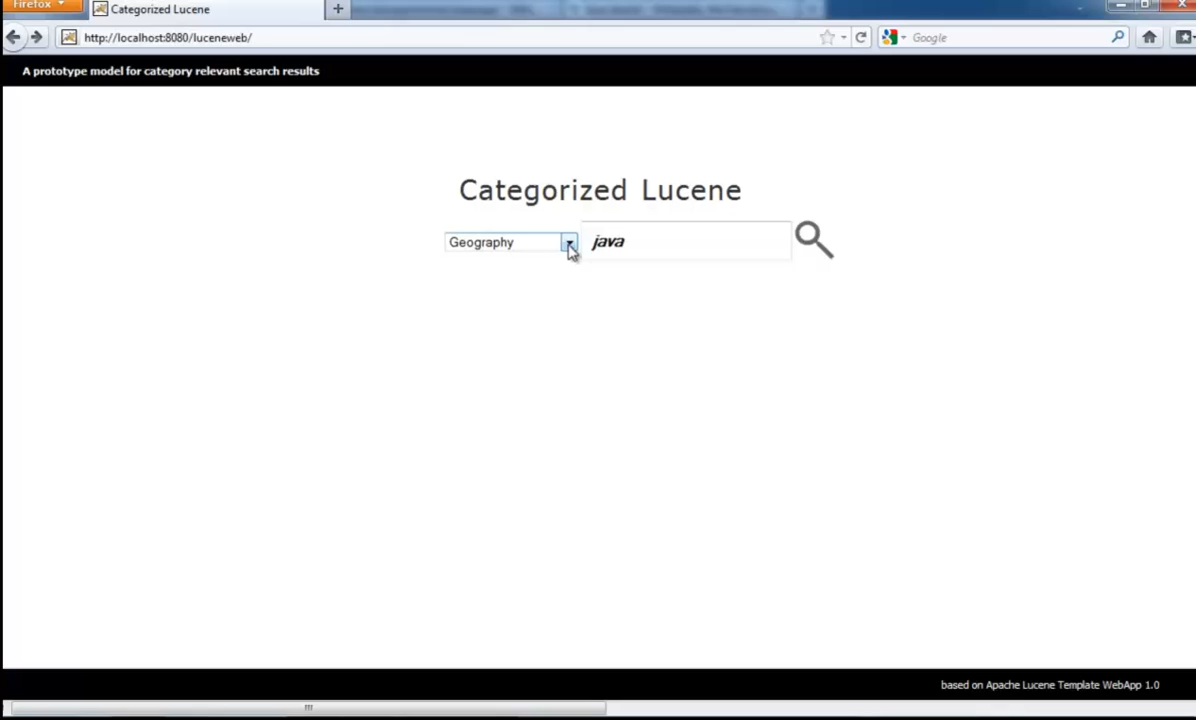 Firefox
Categorized Lucene
http://localhost:8080/luceneweb/
Google
A prototype model for category relevant search results
Categorized Lucene
Geography
java
based on Apache Lucene Template WebApp 1.0